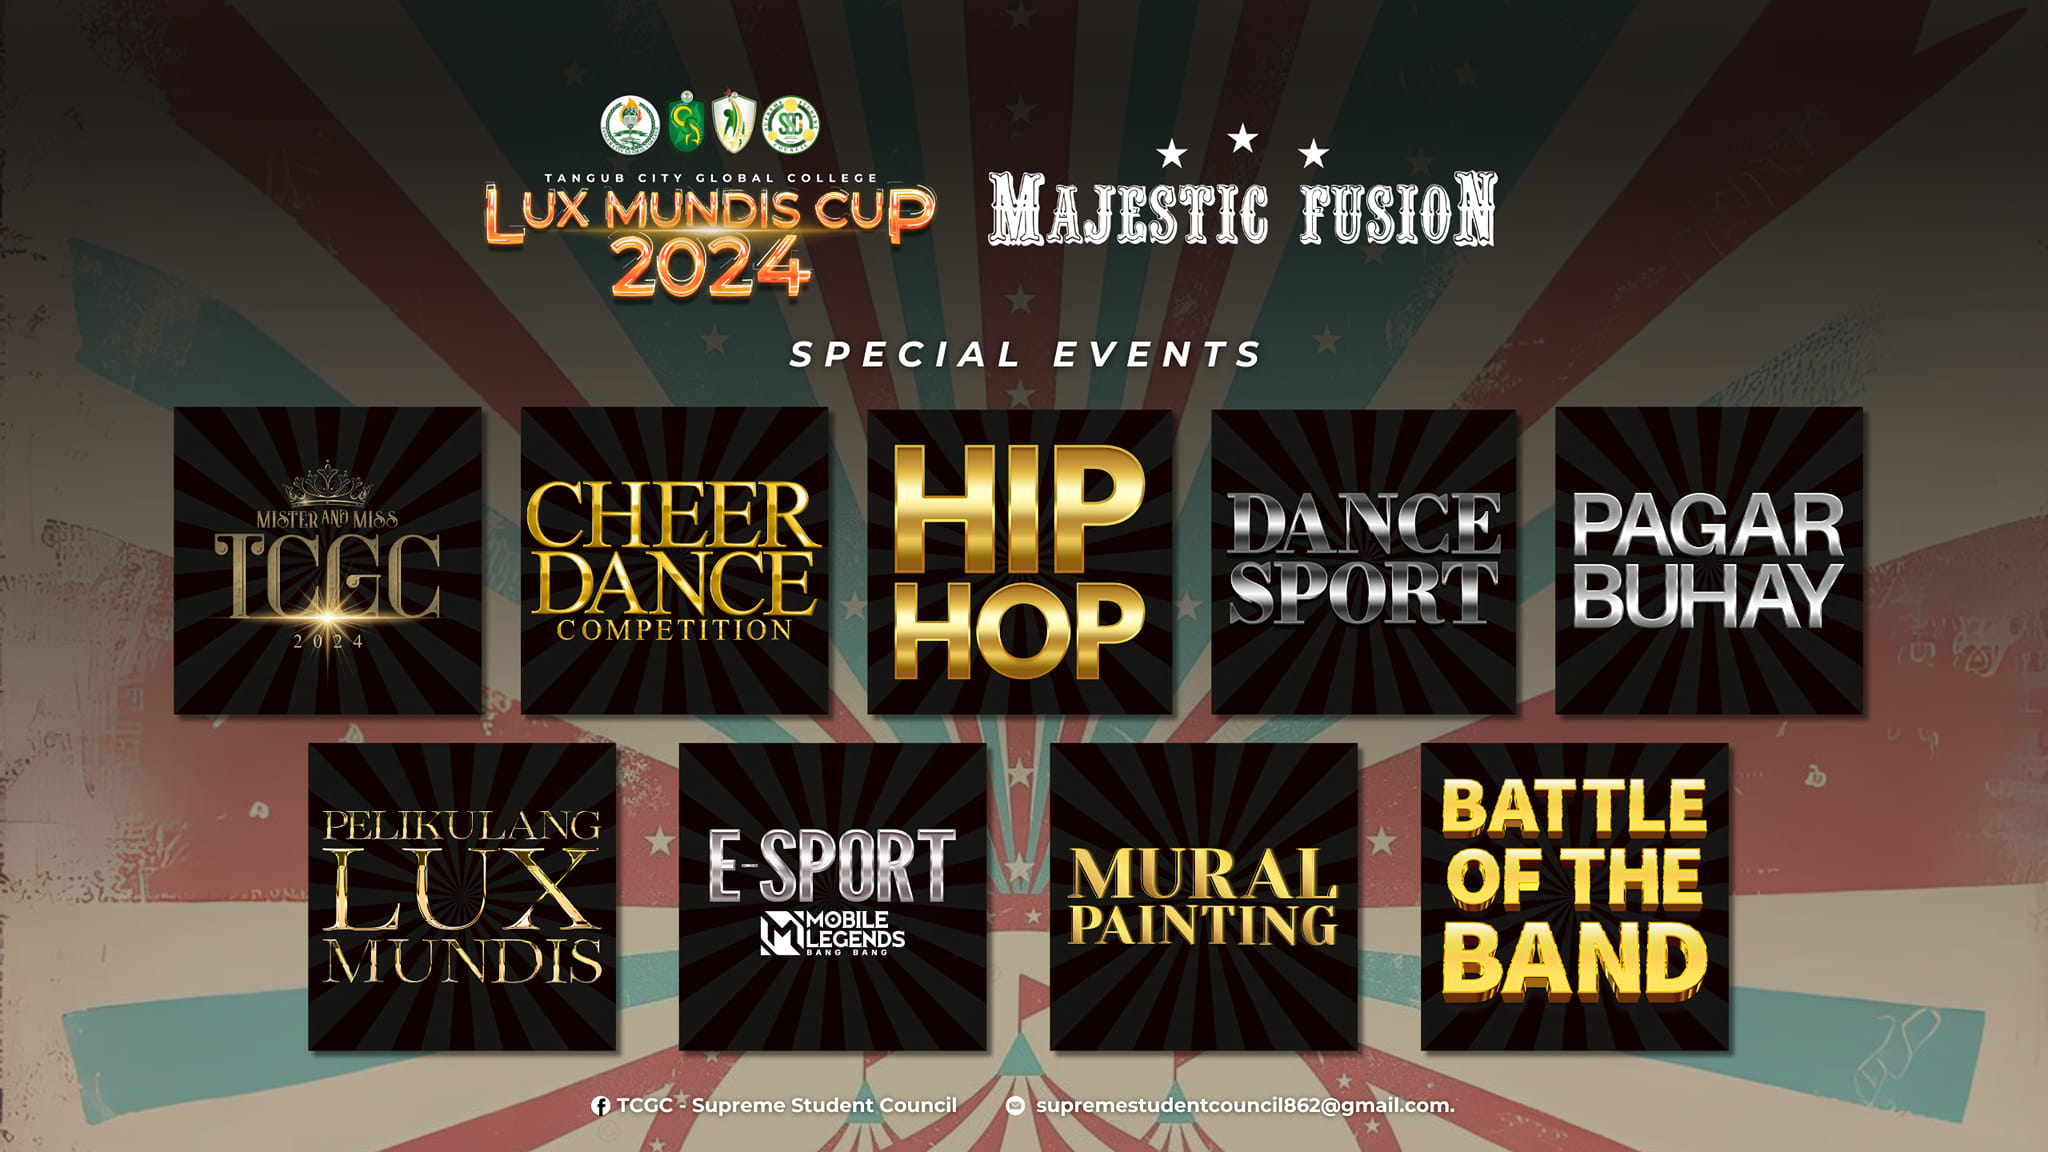 TANGUB CITY GLOBAL COLLEGE
LUX MUNDIS CUP
2024
MAJESTIC FUSION
SPECIAL EVENTS
MISTER AND MISS
TCGC
2024
CHEER
DANCE
COMPETITION
HIP
HOP
DANCE
SPORT
PAGAR
BUHAY
PELIKULANG
LUX
MUNDIS
E-SPORT
MOBILE
LEGENDS
BANG BANG
MURAL
PAINTING
BATTLE
OF THE
BAND
TCGC - Supreme Student Council
supremestudentcouncil862@gmail.com.